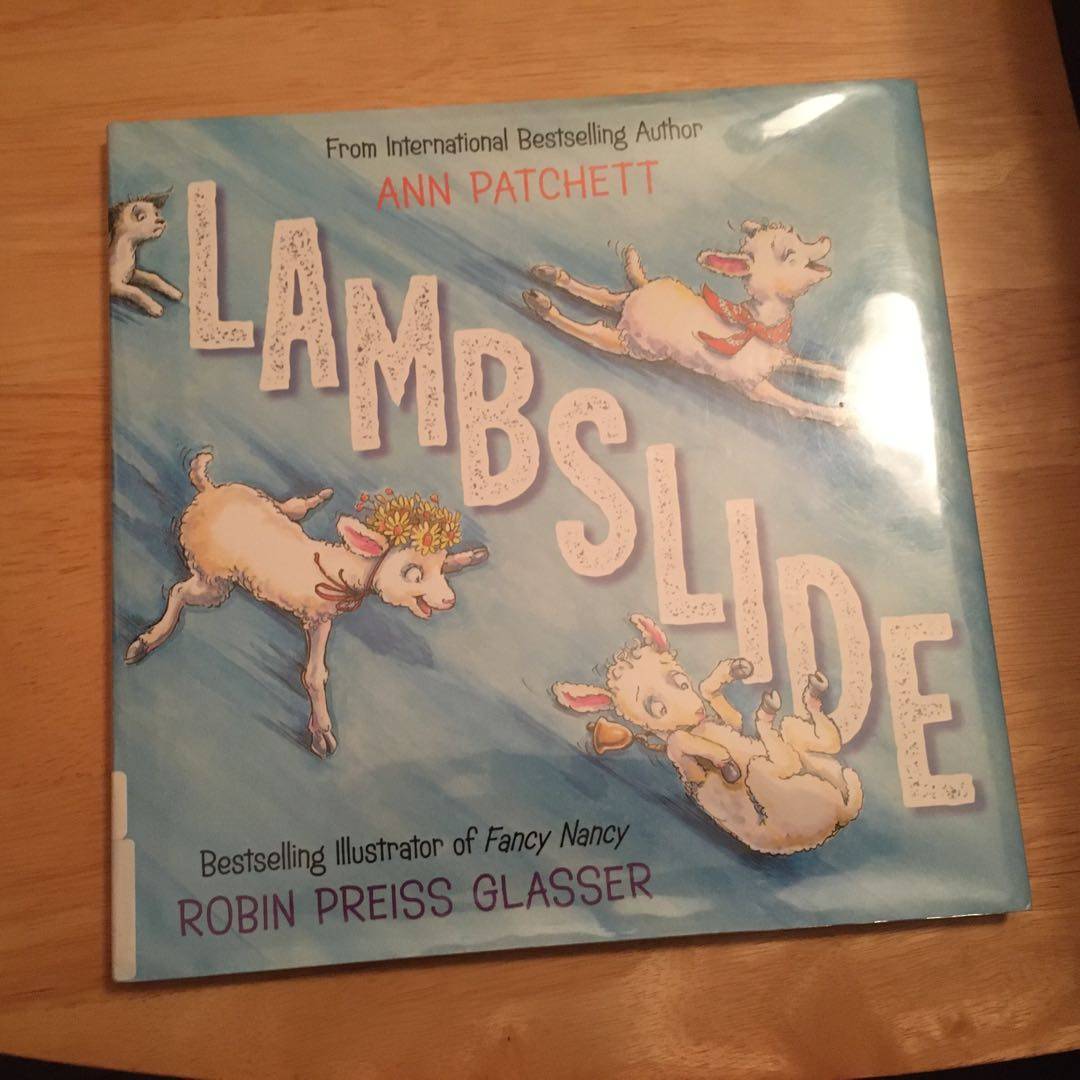 From International Bestselling Author
ANN PATCHETT
LAMBSLIDE
Bestselling Illustrator of Fancy Nancy
ROBIN PREISS GLASSER